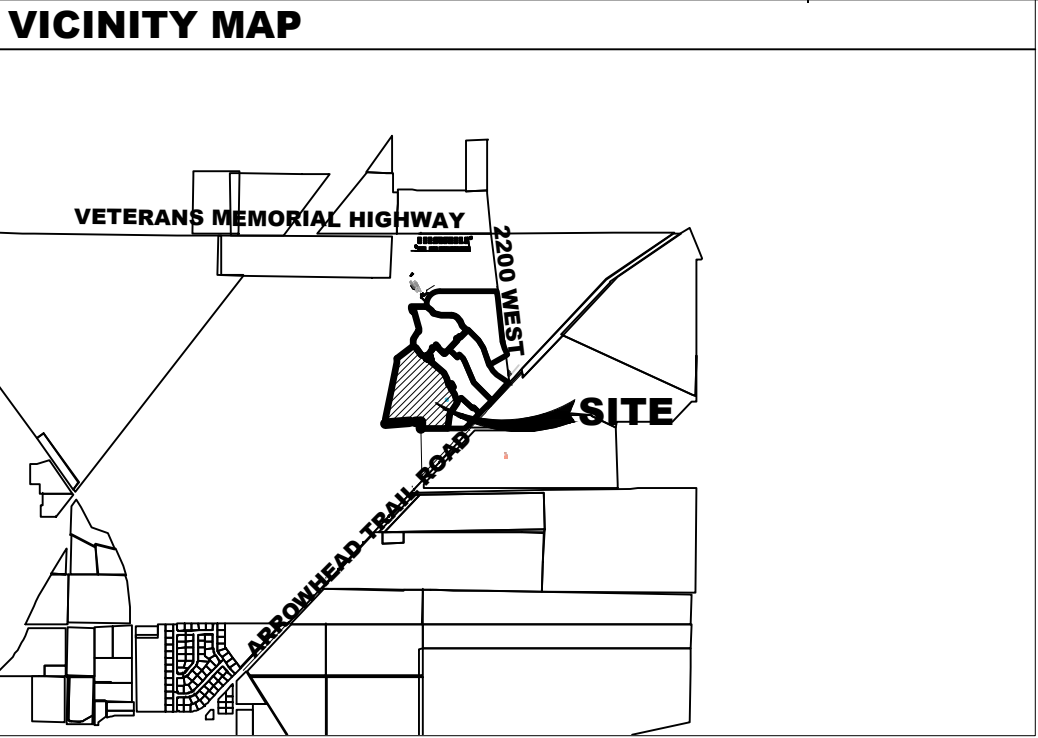 VICINITY MAP
VETERANS MEMORIAL HIGHWAY
2200 WEST
SITE
ARROWHEAD TRAIL ROAD